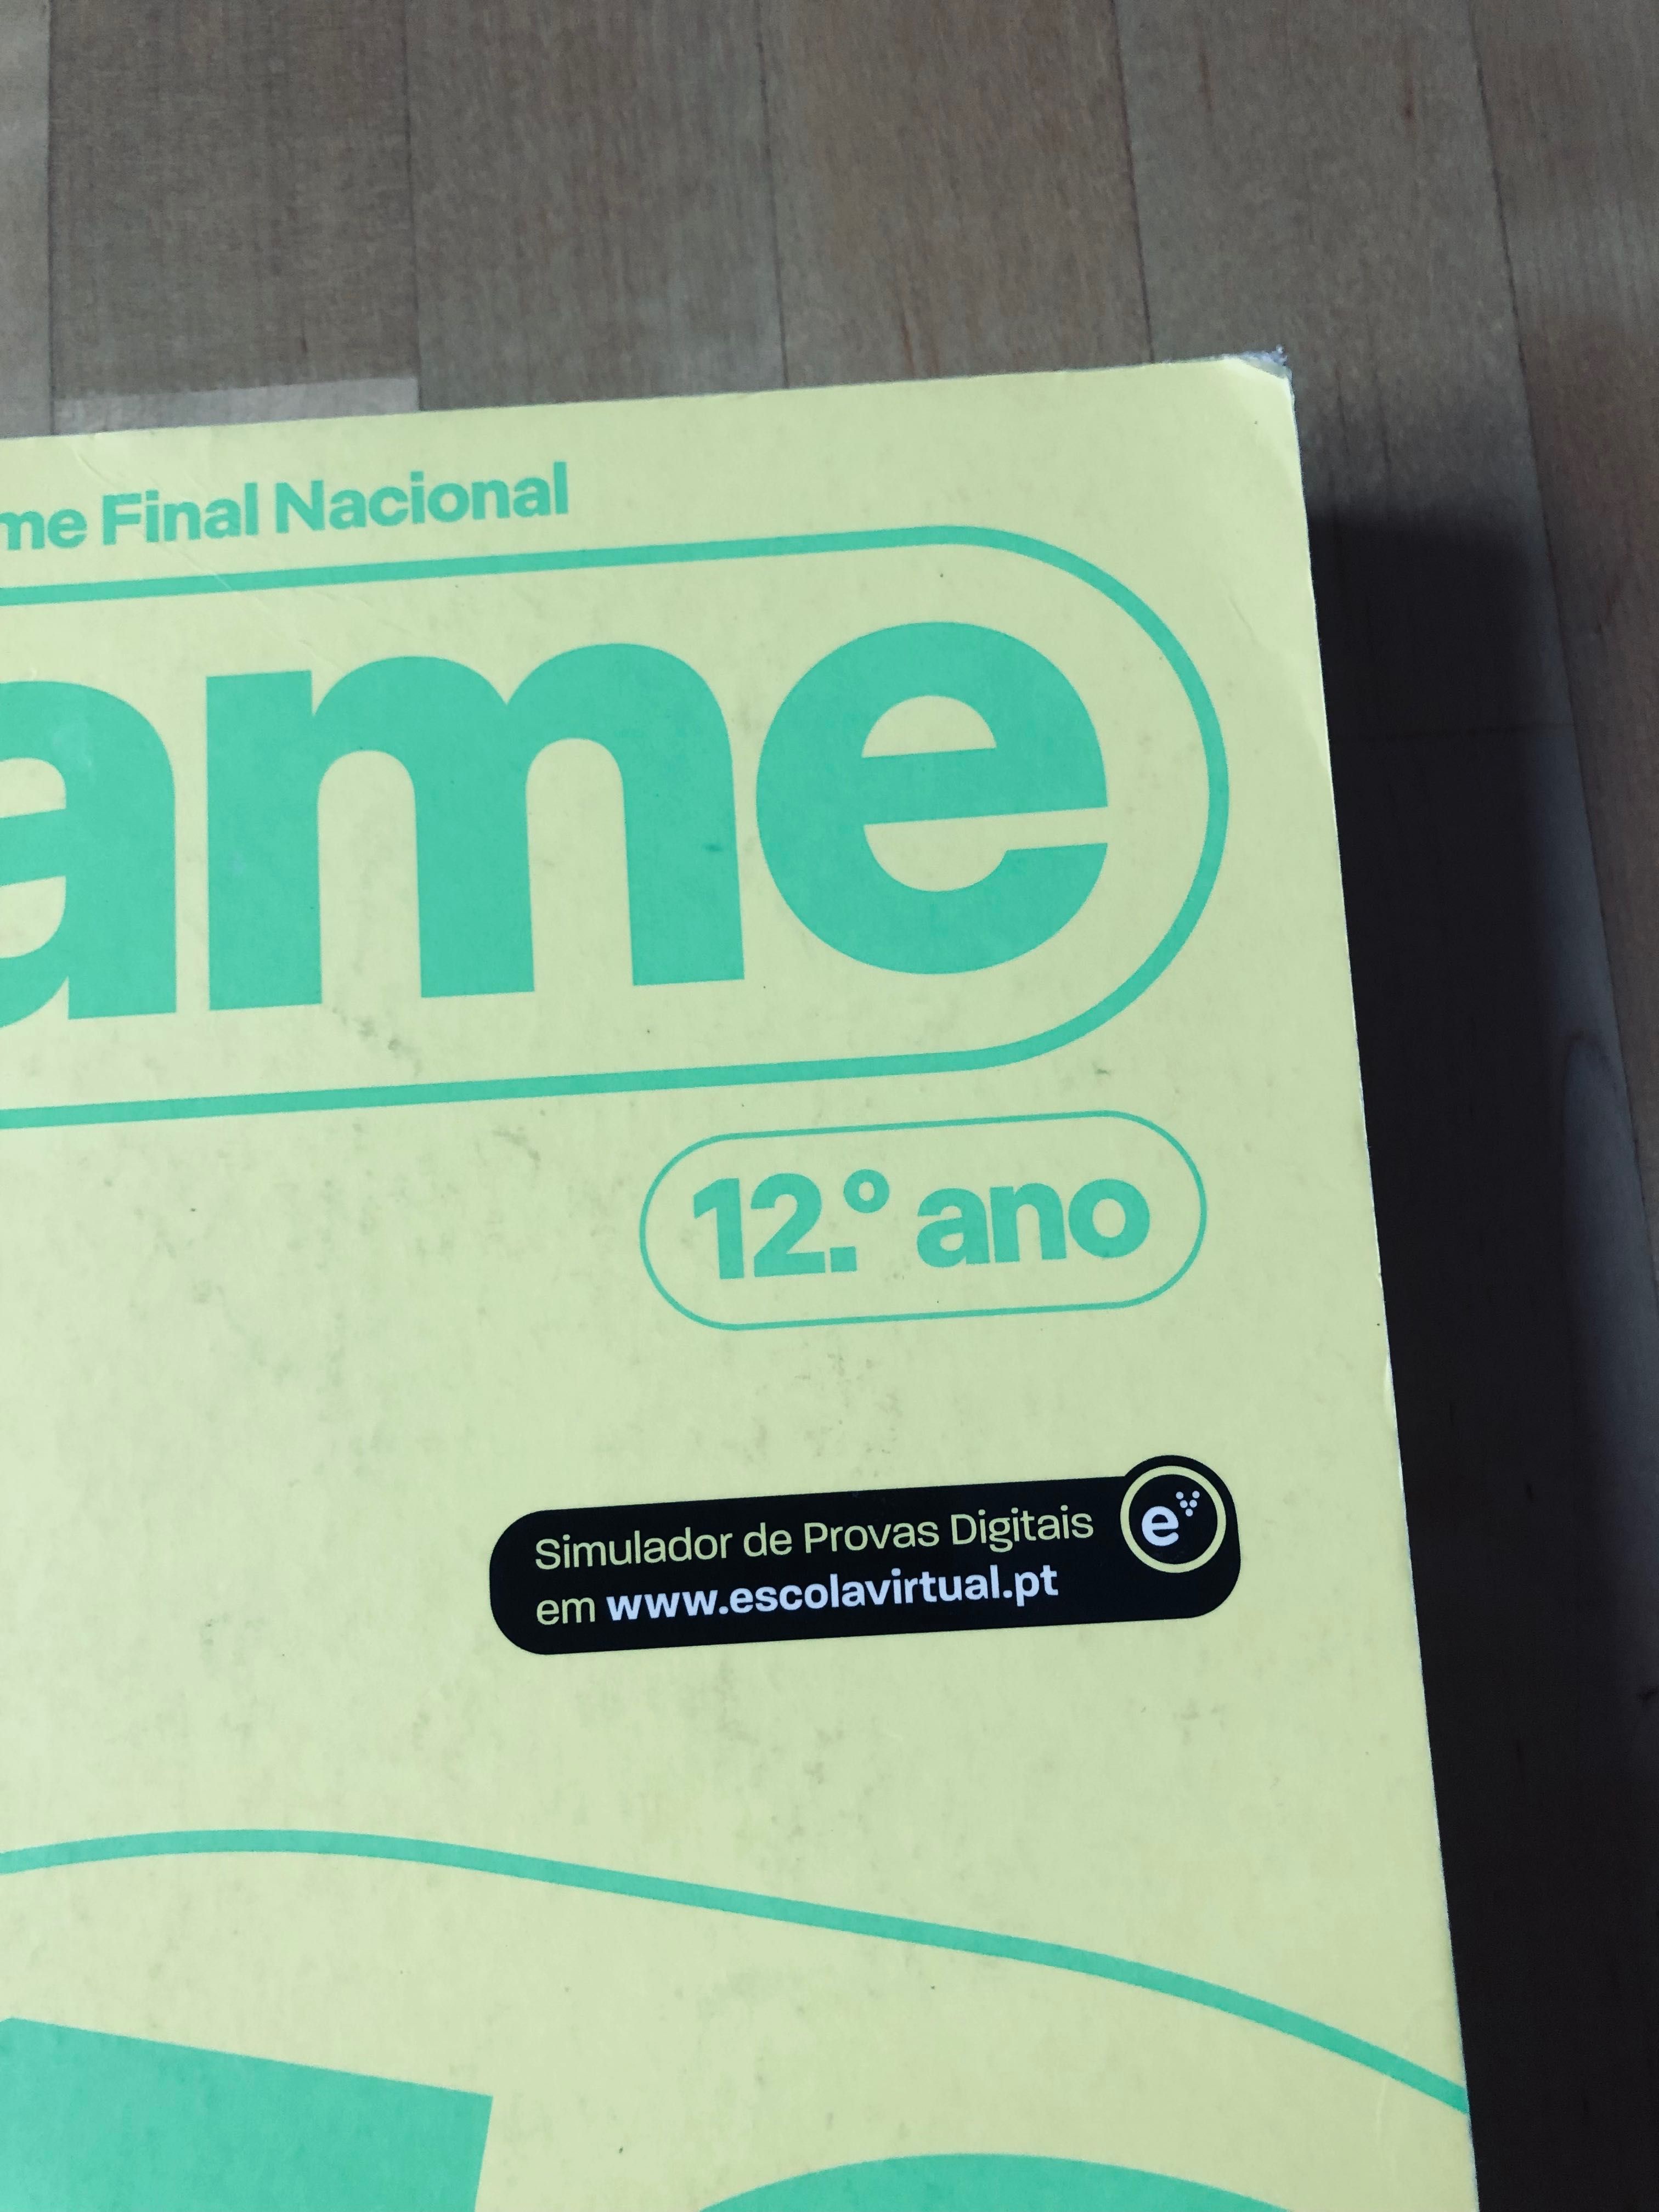 me Final Nacional
ame
12.º ano
Simulador de Provas Digitais
em www.escolavirtual.pt
e